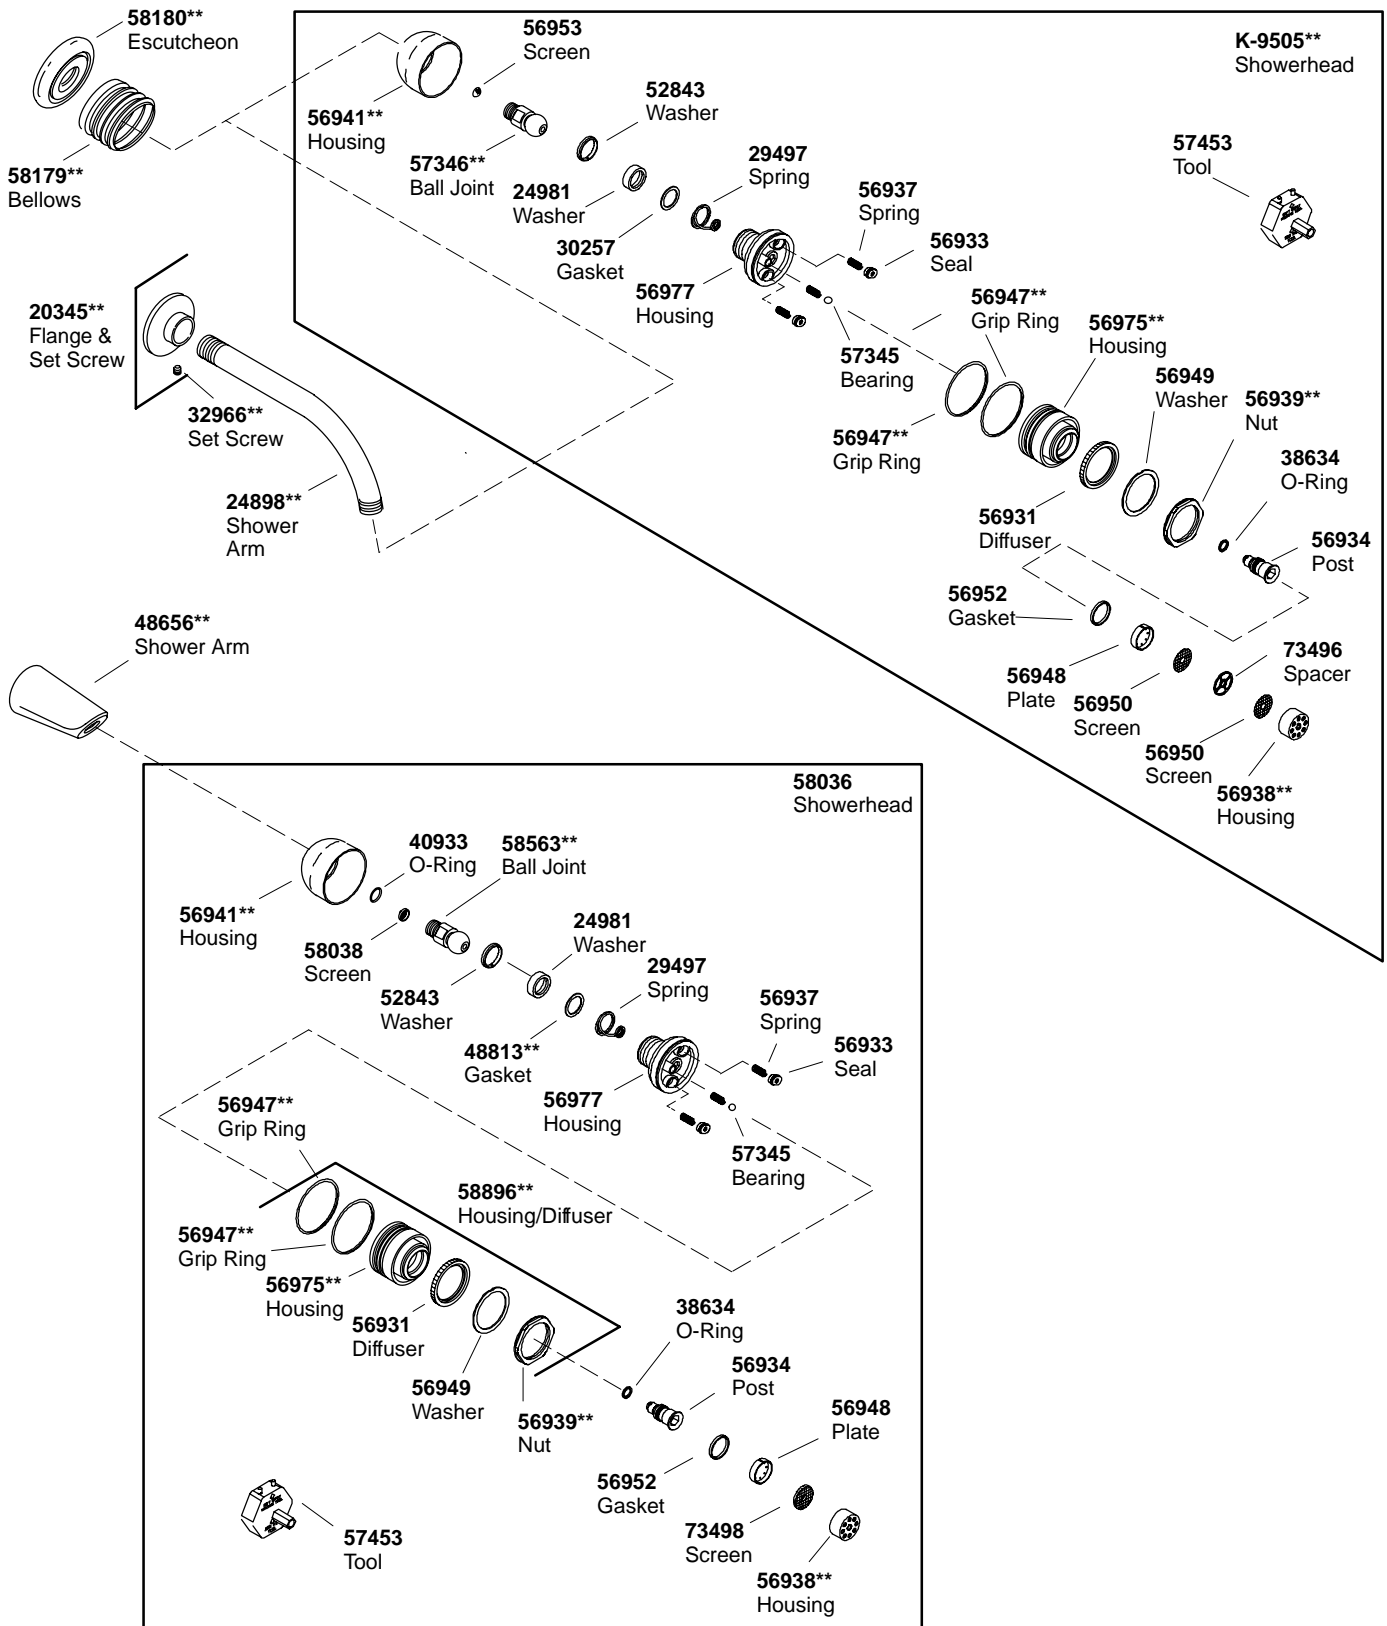 58180**
Escutcheon
58179**
Bellows
56953
Screen
56941**
Housing
57346**
Ball Joint
52843
Washer
24981
Washer
29497
Spring
30257
Gasket
56937
Spring
56933
Seal
56977
Housing
57345
Bearing
K-9505**
Showerhead
57453
Tool
56947**
Grip Ring
56975**
Housing
56949
Washer
56939**
Nut
56947**
Grip Ring
38634
O-Ring
56931
Diffuser
56934
Post
56952
Gasket
56948
Plate
56950
Screen
73496
Spacer
56950
Screen
56938**
Housing
20345**
Flange &
Set Screw
32966**
Set Screw
24898**
Shower
Arm
48656**
Shower Arm
58036
Showerhead
40933
O-Ring
58563**
Ball Joint
56941**
Housing
58038
Screen
24981
Washer
52843
Washer
29497
Spring
48813**
Gasket
56937
Spring
56933
Seal
56977
Housing
57345
Bearing
56947**
Grip Ring
58896**
Housing/Diffuser
56947**
Grip Ring
56975**
Housing
56931
Diffuser
56949
Washer
56939**
Nut
38634
O-Ring
56934
Post
56948
Plate
56952
Gasket
73498
Screen
56938**
Housing
57453
Tool